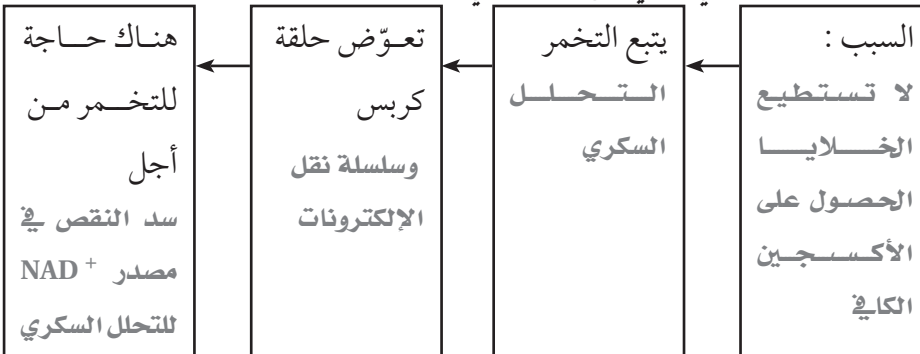 السبب :
لا تستطيع
الخلايا
الحصول على
الأكسجين
الكافي
يتبع التخمر
التحلل
السكري
تعوّض حلقة
كربس
وسلسلة نقل
الإلكترونات
هناك حاجة
للتخمر من
أجل
سد النقص في
مصدر NAD +
للتحلل السكري